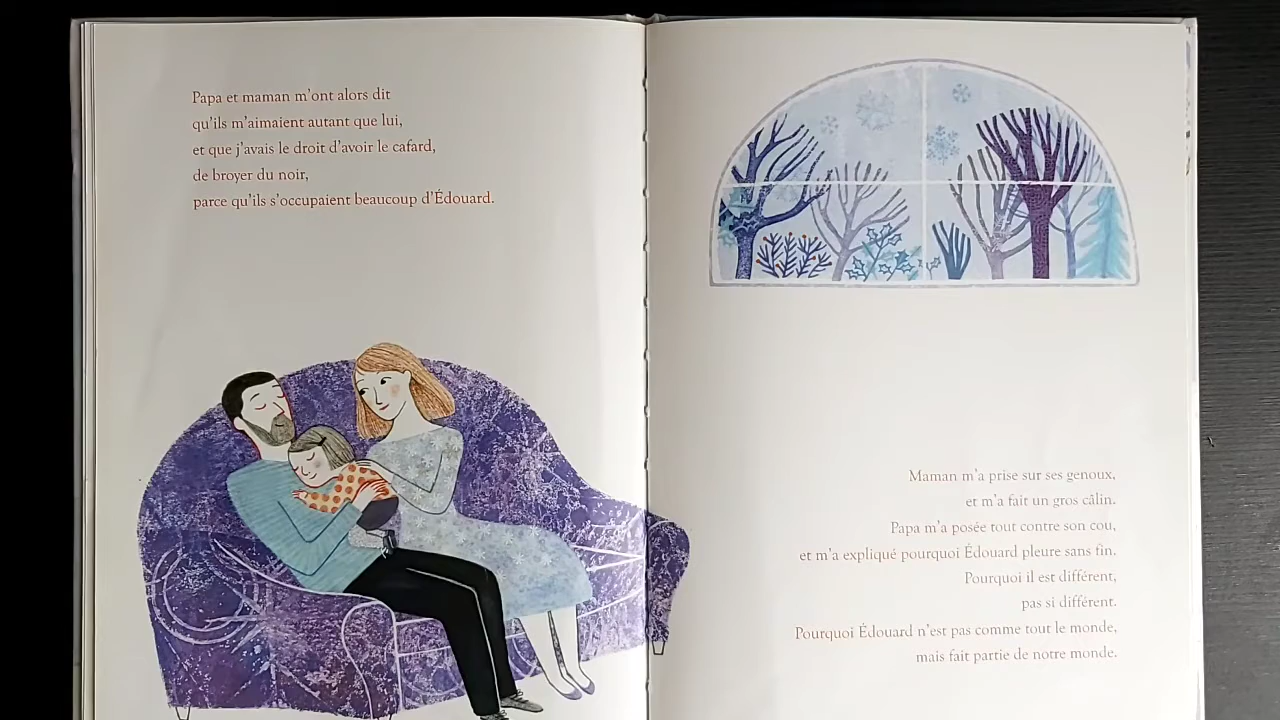 Papa et maman m'ont alors dit
qu'ils m'aimaient autant que lui,
et que j'avais le droit d'avoir le cafard,
de broyer du noir,
parce qu'ils s'occupaient beaucoup d'Édouard.
Maman m'a prise sur ses genoux,
et m'a fait un gros câlin.
Papa m'a posée tout contre son cou,
et m'a expliqué pourquoi Édouard pleure sans fin.
Pourquoi il est différent,
pas si différent.
Pourquoi Édouard n'est pas comme tout le monde,
mais fait partie de notre monde.